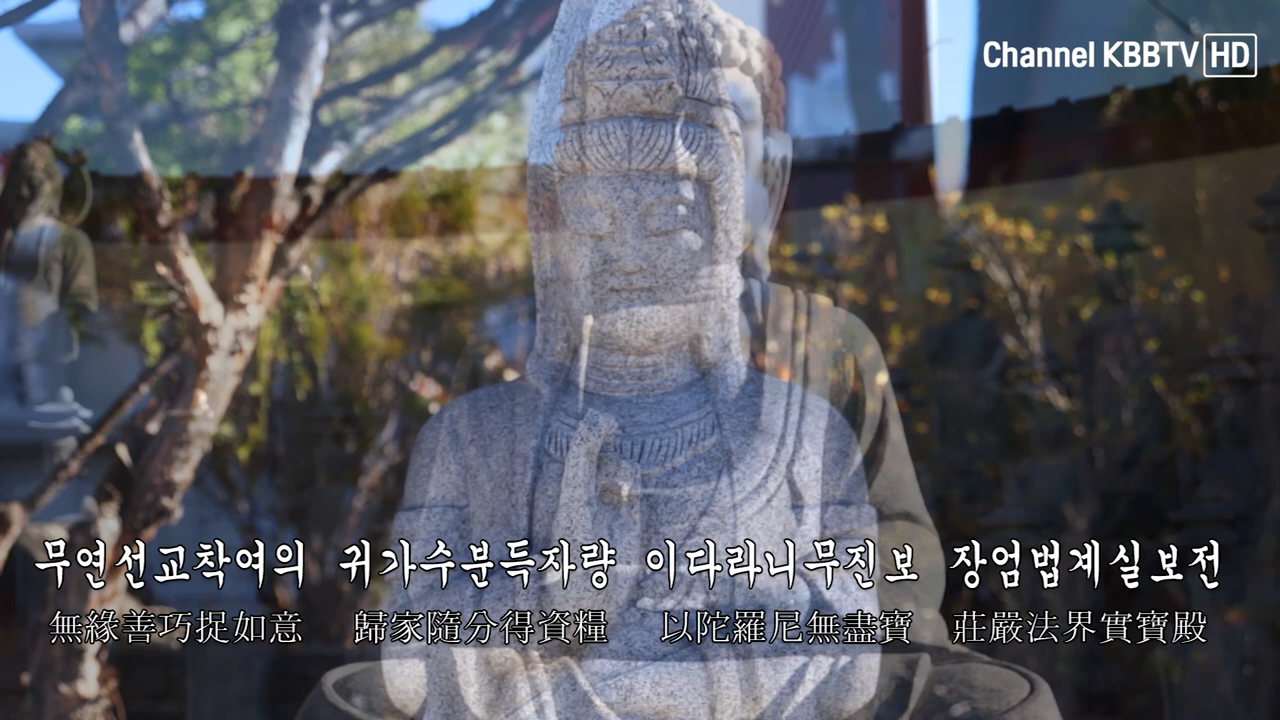 Channel KBBTV HD
무연선교착여의 귀가수분득자량 이다라니무진보 장엄법계실보전
無緣善巧捉如意 歸家隨分得資糧 以陀羅尼無盡寶 莊嚴法界實寶殿